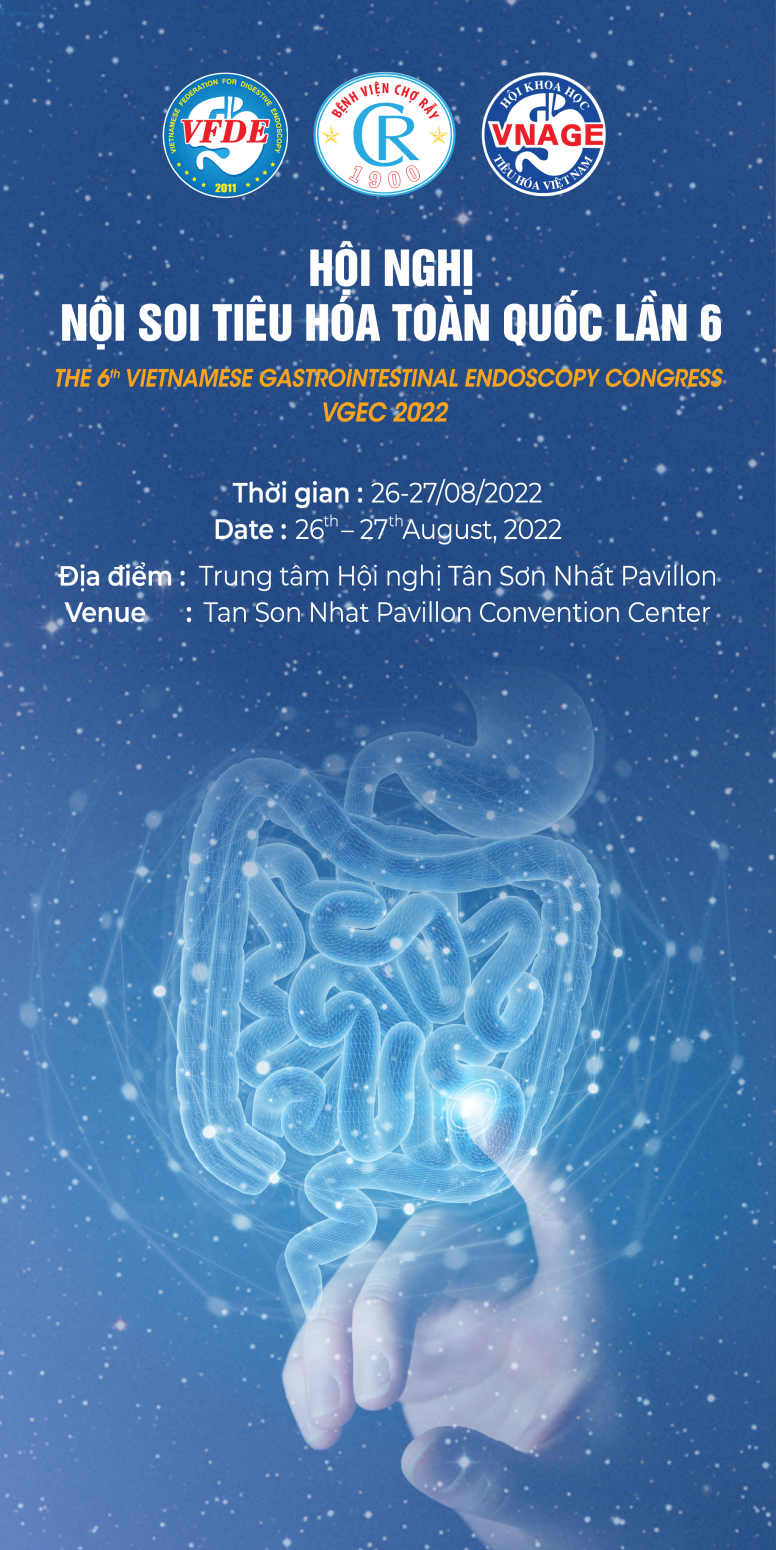 VIETNAMESE FEDERATION FOR DIGESTIVE ENDOSCOPY
VFDE
2011
BỆNH VIỆN CHỢ RẪY
CR
1900
HỘI KHOA HỌC
VNAGE
TIÊU HÓA VIỆT NAM
HỘI NGHỊ
NỘI SOI TIÊU HÓA TOÀN QUỐC LẦN 6
THE 6th VIETNAMESE GASTROINTESTINAL ENDOSCOPY CONGRESS
VGEC 2022
Thời gian : 26-27/08/2022
Date : 26th – 27th August, 2022
Địa điểm : Trung tâm Hội nghị Tân Sơn Nhất Pavillon
Venue : Tan Son Nhat Pavillon Convention Center